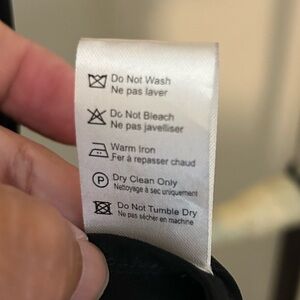 Do Not Wash
Ne pas laver
Do Not Bleach
Ne pas javelliser
Warm Iron
Fer à repasser chaud
P
Dry Clean Only
Nettoyage à sec uniquement
Do Not Tumble Dry
Ne pas sécher en machine